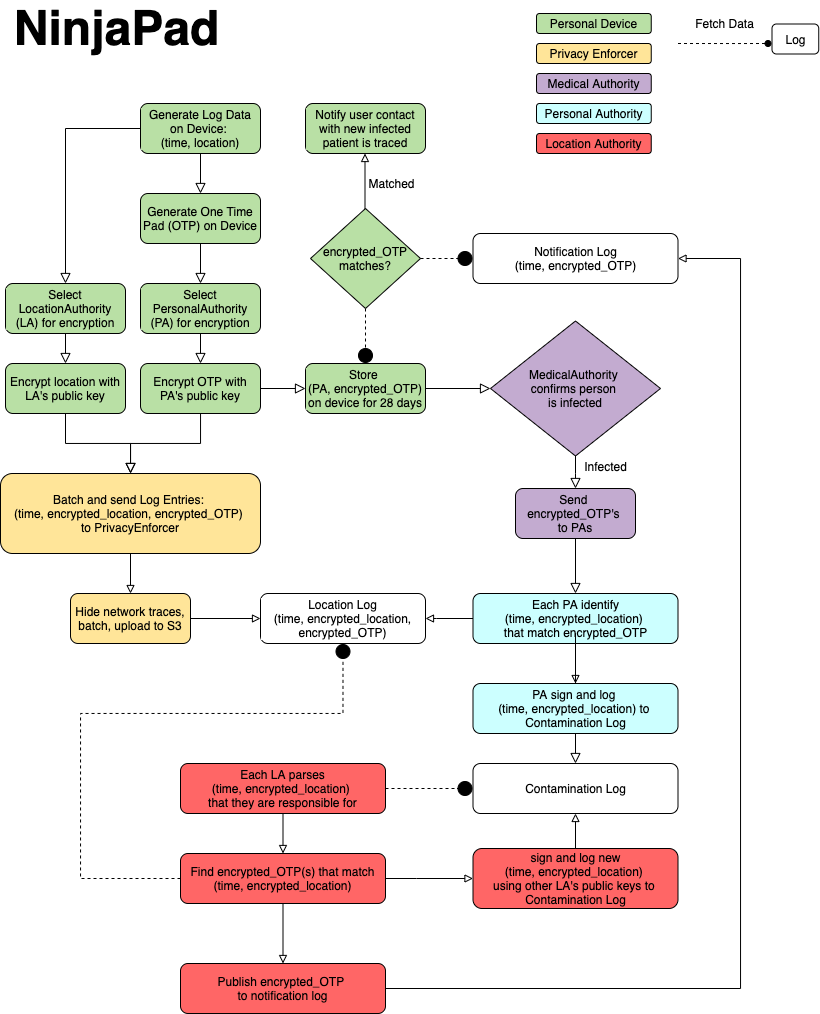 NinjaPad
Personal Device
Privacy Enforcer
Medical Authority
Personal Authority
Location Authority
Fetch Data
Log
Generate Log Data
on Device:
(time, location)
Notify user contact
with new infected
patient is traced
Matched
Generate One Time
Pad (OTP) on Device
encrypted_OTP
matches?
Notification Log
(time, encrypted_OTP)
Select
LocationAuthority
(LA) for encryption
Select
PersonalAuthority
(PA) for encryption
Encrypt location with
LA's public key
Encrypt OTP with
PA's public key
Store
(PA, encrypted_OTP)
on device for 28 days
MedicalAuthority
confirms person
is infected
Infected
Batch and send Log Entries:
(time, encrypted_location, encrypted_OTP)
to PrivacyEnforcer
Send
encrypted_OTP's
to PAs
Hide network traces,
batch, upload to S3
Location Log
(time, encrypted_location,
encrypted_OTP)
Each PA identify
(time, encrypted_location)
that match encrypted_OTP
PA sign and log
(time, encrypted_location) to
Contamination Log
Each LA parses
(time, encrypted_location)
that they are responsible for
Contamination Log
Find encrypted_OTP(s) that match
(time, encrypted_location)
sign and log new
(time, encrypted_location)
using other LA's public keys to
Contamination Log
Publish encrypted_OTP
to notification log